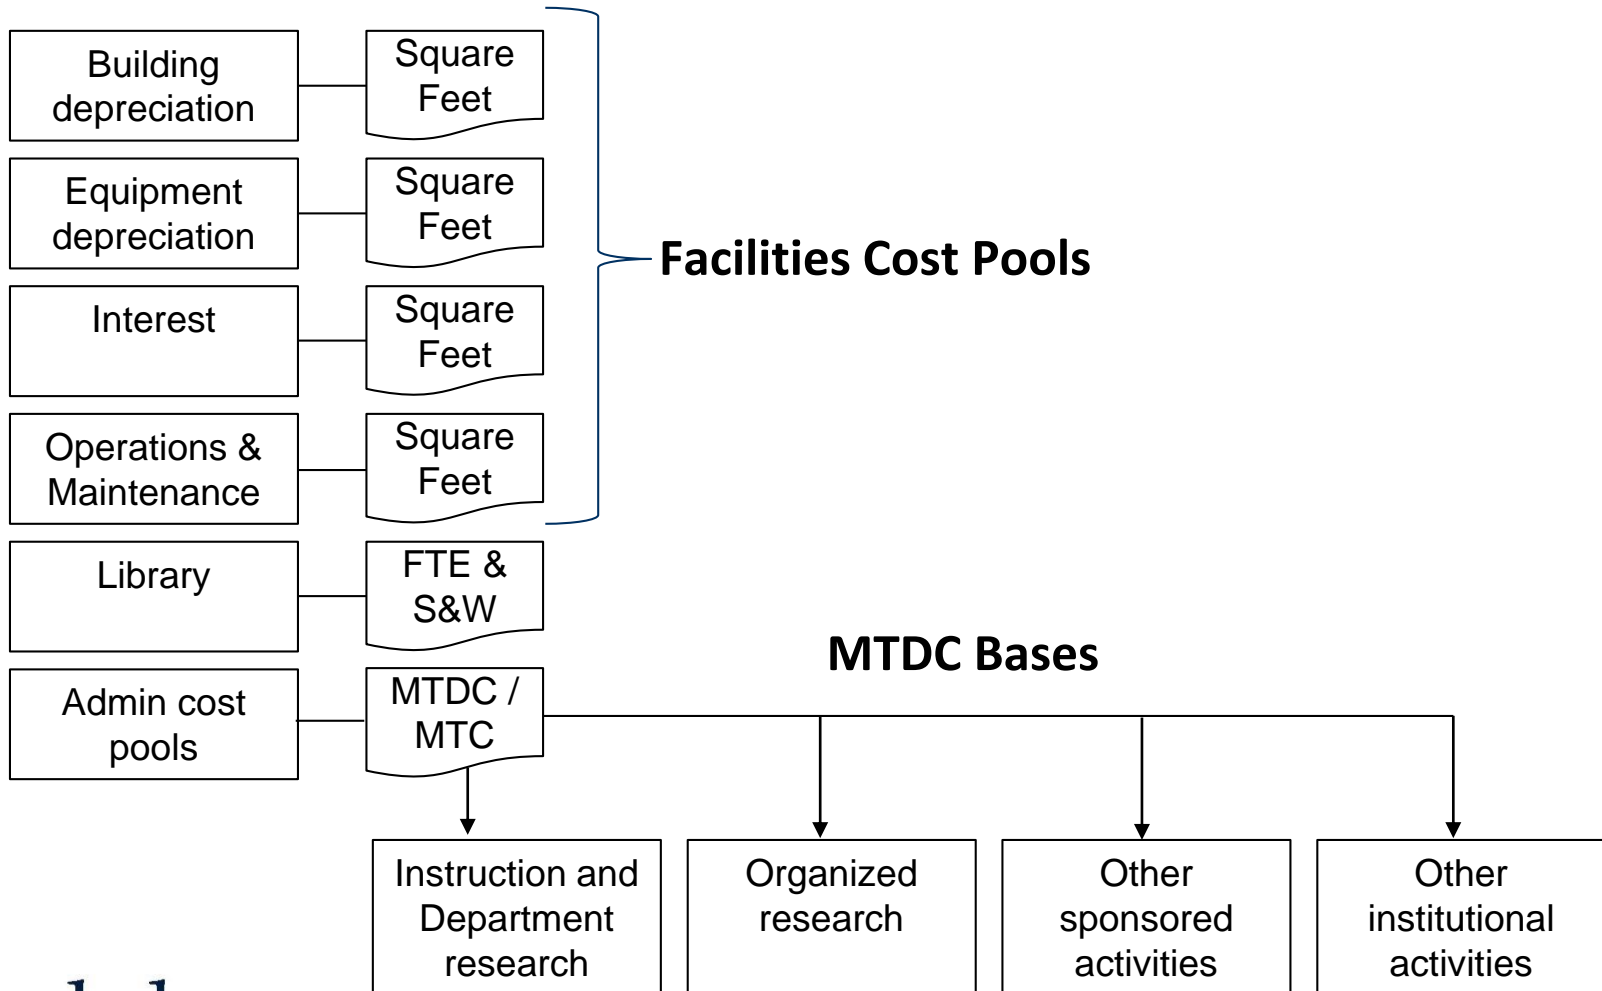 Building
depreciation
Square
Feet
Equipment
depreciation
Square
Feet
Facilities Cost Pools
Interest
Square
Feet
Operations &
Maintenance
Square
Feet
Library
FTE &
S&W
MTDC Bases
Admin cost
pools
MTDC /
MTC
Instruction and
Department
research
Organized
research
Other
sponsored
activities
Other
institutional
activities